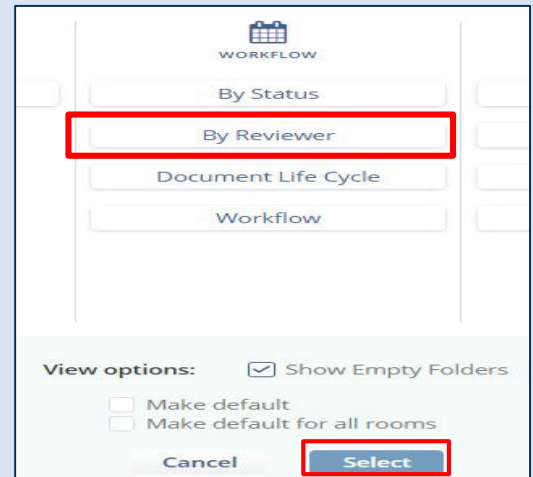 WORKFLOW
By Status
By Reviewer
Document Life Cycle
Workflow
View options: Show Empty Folders
Make default
Make default for all rooms
Cancel Select